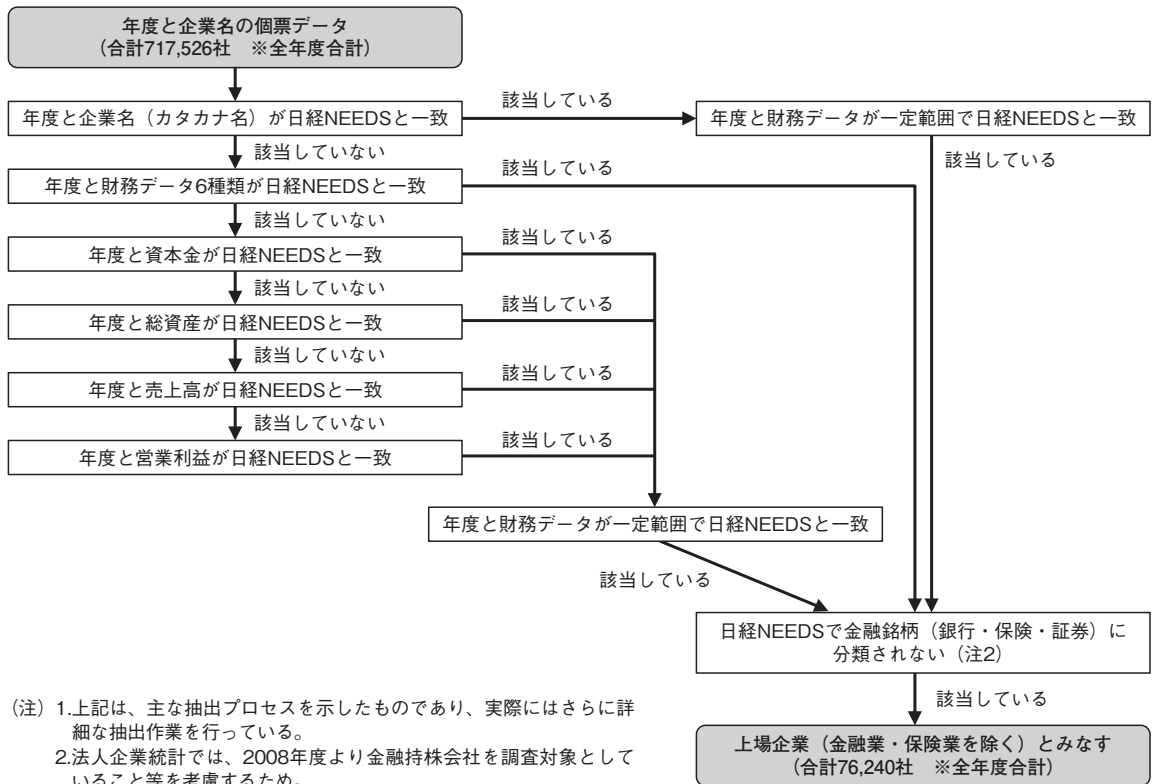 年度と企業名の個票データ
(合計717,526社　※全年度合計)
年度と企業名（カタカナ名）が日経NEEDSと一致
該当している
年度と財務データが一定範囲で日経NEEDSと一致
該当していない
該当している
該当している
年度と財務データ6種類が日経NEEDSと一致
該当していない
該当している
年度と資本金が日経NEEDSと一致
該当していない
該当している
年度と総資産が日経NEEDSと一致
該当していない
該当している
年度と売上高が日経NEEDSと一致
該当していない
該当している
年度と営業利益が日経NEEDSと一致
年度と財務データが一定範囲で日経NEEDSと一致
該当している
日経NEEDSで金融銘柄（銀行・保険・証券）に
分類されない（注2）
該当している
上場企業（金融業・保険業を除く）とみなす
(合計76,240社　※全年度合計)
（注）1.上記は、主な抽出プロセスを示したものであり、実際にはさらに詳
細な抽出作業を行っている。
2.法人企業統計では、2008年度より金融持株会社を調査対象として
いること等を考慮するため。